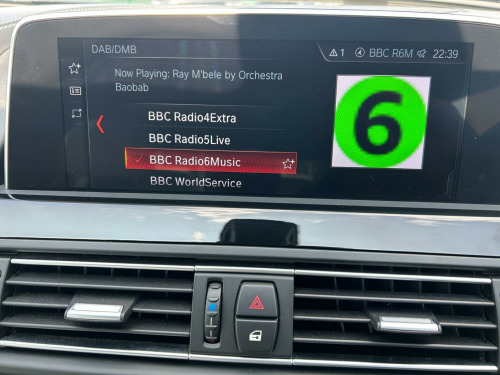 DAB/DMB
1
BBC R6M
22:39
Now Playing: Ray M'bele by Orchestra
Baobab
BBC Radio4Extra
BBC Radio5Live
BBC Radio6Music
BBC WorldService
6